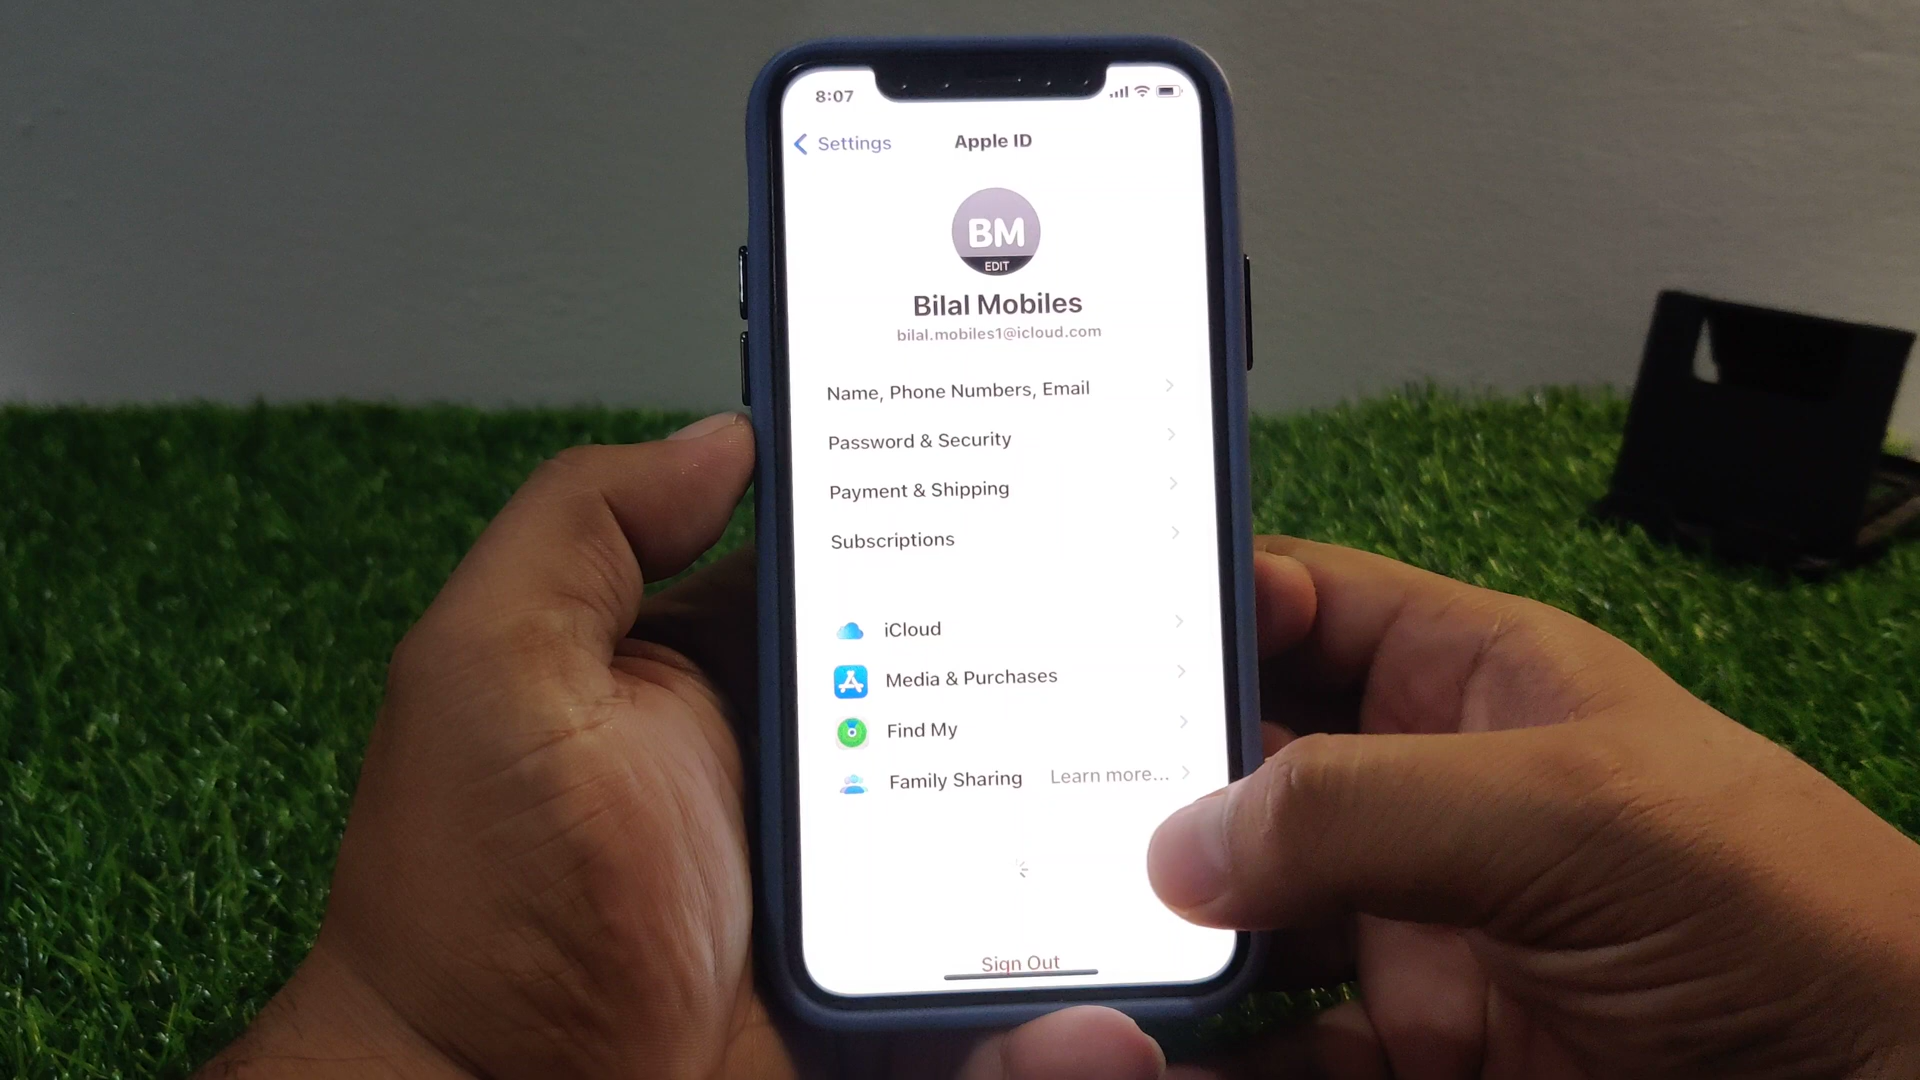 8:07
Settings
Apple ID
BM
EDIT
Bilal Mobiles
bilal.mobiles1@icloud.com
Name, Phone Numbers, Email
Password & Security
Payment & Shipping
Subscriptions
iCloud
Media & Purchases
Find My
Family Sharing Learn more...
Sign Out